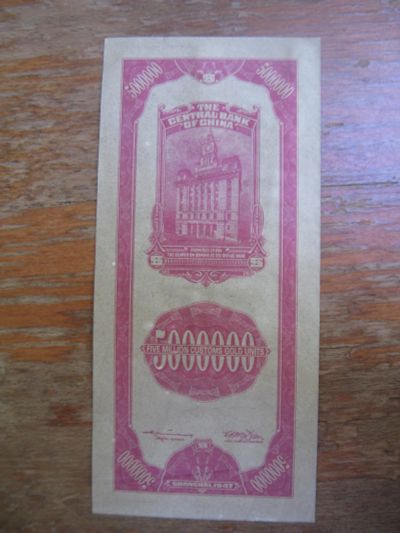 5000000 5000000
THE
CENTRAL BANK
OF CHINA
5000000
FIVE MILLION CUSTOMS GOLD UNITS
5000000 5000000
SHANGHAI 1947